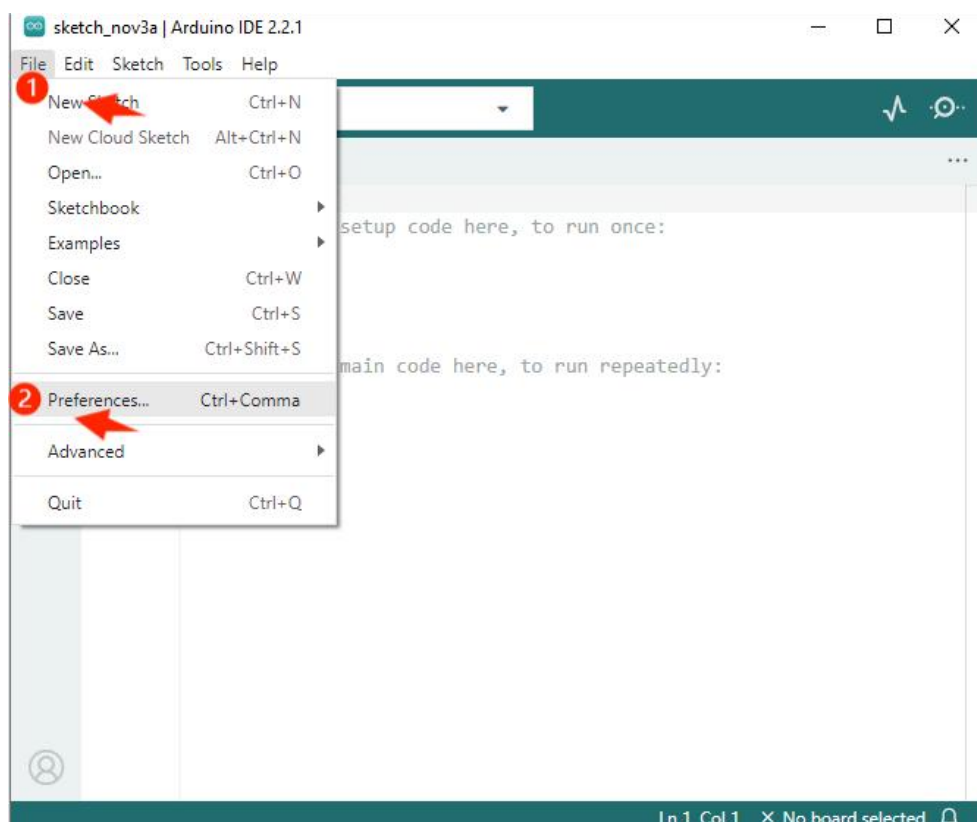 sketch_nov3a | Arduino IDE 2.2.1
File Edit Sketch Tools Help
1
New Sketch Ctrl+N
New Cloud Sketch Alt+Ctrl+N
Open... Ctrl+O
Sketchbook
setup code here, to run once:
Examples
Close Ctrl+W
Save Ctrl+S
Save As... Ctrl+Shift+S
main code here, to run repeatedly:
2 Preferences... Ctrl+Comma
Advanced
Quit Ctrl+Q
Ln 1, Col 1 × No board selected